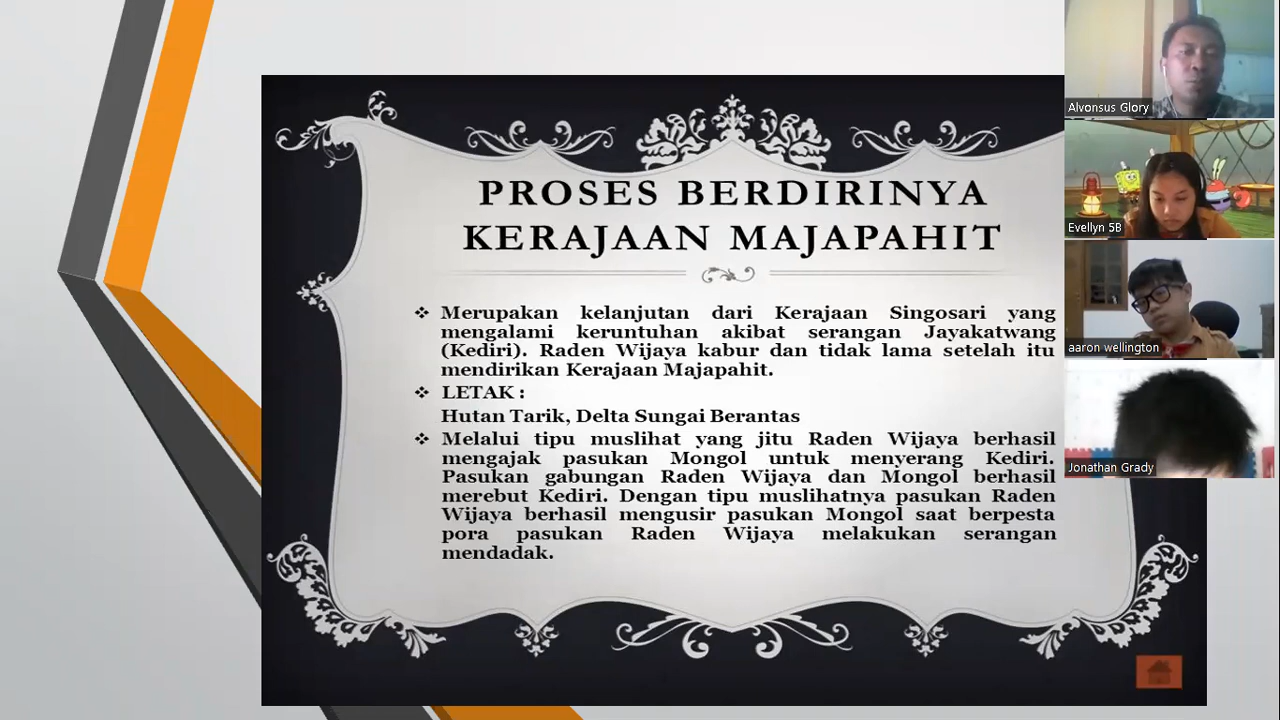 PROSES BERDIRINYA
KERAJAAN MAJAPAHIT
❖ Merupakan kelanjutan dari Kerajaan Singosari yang
mengalami keruntuhan akibat serangan Jayakatwang
(Kediri). Raden Wijaya kabur dan tidak lama setelah itu
mendirikan Kerajaan Majapahit.
❖ LETAK :
Hutan Tarik, Delta Sungai Berantas
❖ Melalui tipu muslihat yang jitu Raden Wijaya berhasil
mengajak pasukan Mongol untuk menyerang Kediri.
Pasukan gabungan Raden Wijaya dan Mongol berhasil
merebut Kediri. Dengan tipu muslihatnya pasukan Raden
Wijaya berhasil mengusir pasukan Mongol saat berpesta
pora pasukan Raden Wijaya melakukan serangan
mendadak.
Alvonsus Glory
Evellyn 5B
aaron wellington
Jonathan Grady